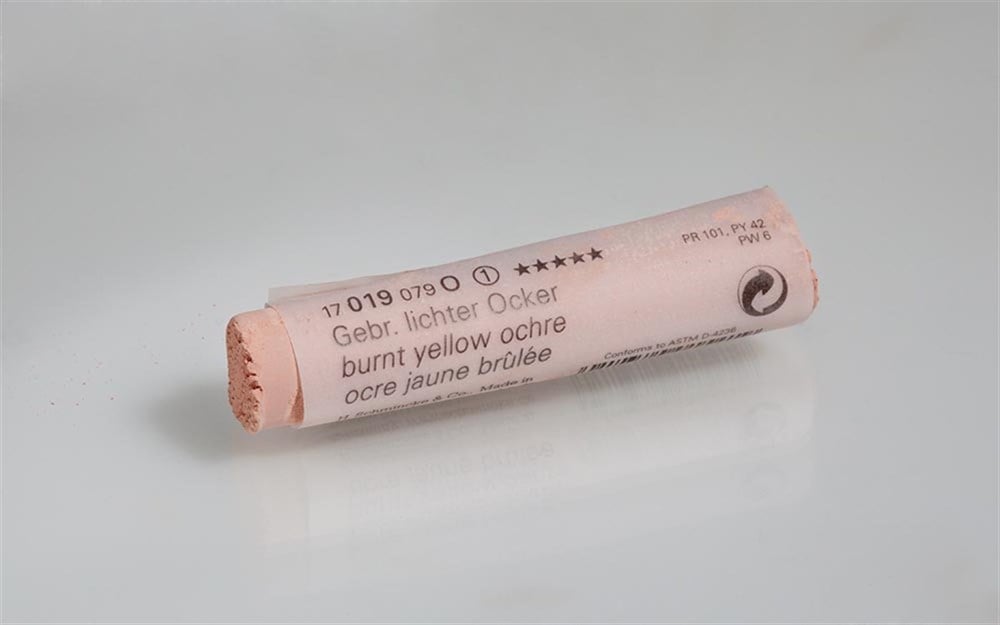 17 019 079 O ① ★★★★★
Gebr. lichter Ocker
burnt yellow ochre
ocre jaune brûlée
H. Schmincke & Co., Made in
PR 101, PY 42
PW 6
Conforms to ASTM D-4236